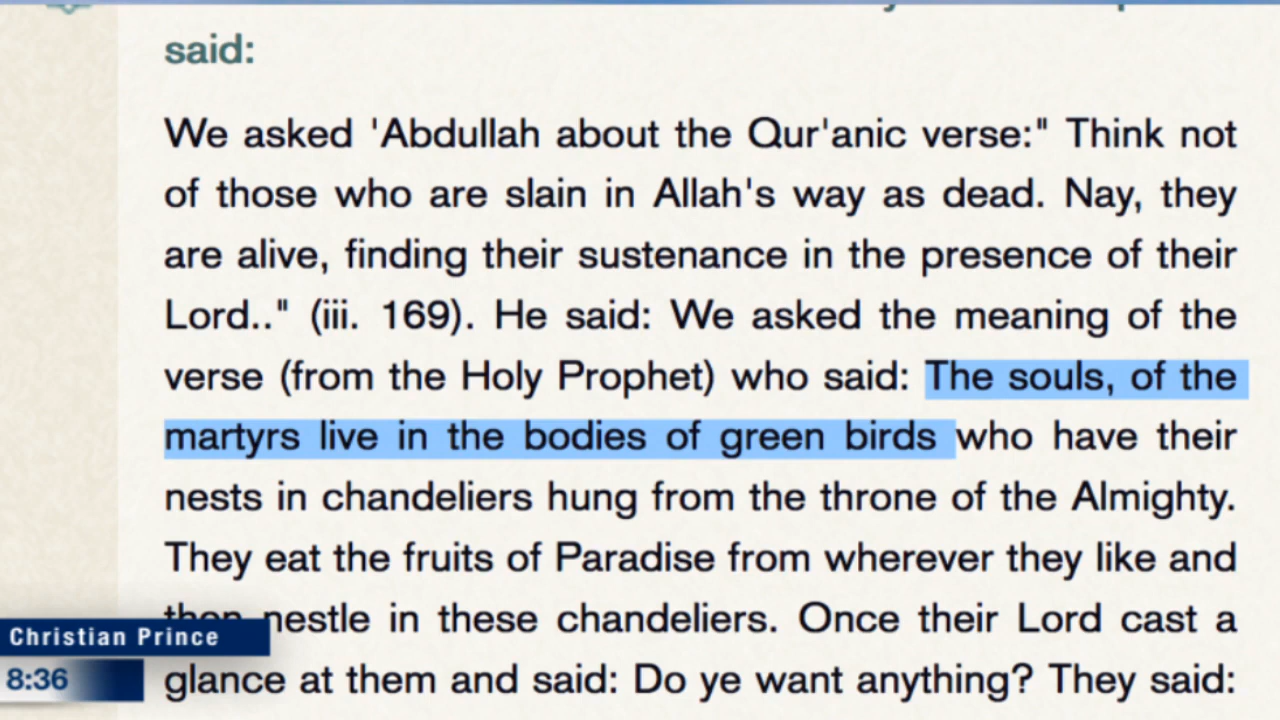 said:
We asked 'Abdullah about the Qur'anic verse:" Think not
of those who are slain in Allah's way as dead. Nay, they
are alive, finding their sustenance in the presence of their
Lord.." (iii. 169). He said: We asked the meaning of the
verse (from the Holy Prophet) who said: The souls, of the
martyrs live in the bodies of green birds who have their
nests in chandeliers hung from the throne of the Almighty.
They eat the fruits of Paradise from wherever they like and
then nestle in these chandeliers. Once their Lord cast a
glance at them and said: Do ye want anything? They said:
Christian Prince
8:36